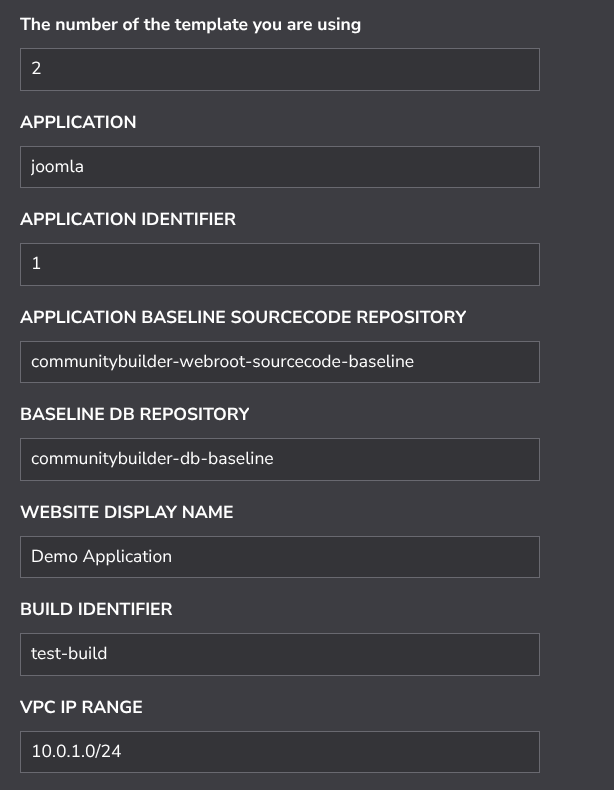 The number of the template you are using
2
APPLICATION
joomla
APPLICATION IDENTIFIER
1
APPLICATION BASELINE SOURCECODE REPOSITORY
communitybuilder-webroot-sourcecode-baseline
BASELINE DB REPOSITORY
communitybuilder-db-baseline
WEBSITE DISPLAY NAME
Demo Application
BUILD IDENTIFIER
test-build
VPC IP RANGE
10.0.1.0/24